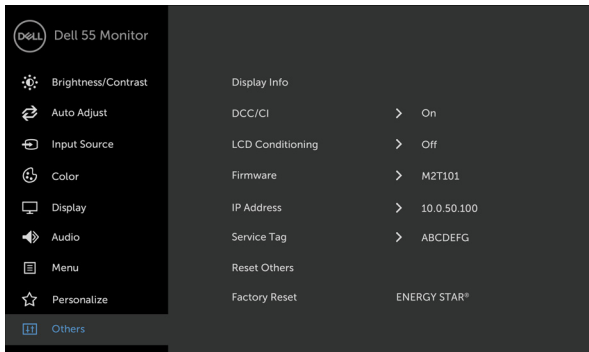 DELL Dell 55 Monitor
Brightness/Contrast
Auto Adjust
Input Source
Color
Display
Audio
Menu
Personalize
Others
Display Info
DCC/CI > On
LCD Conditioning > Off
Firmware > M2T101
IP Address > 10.0.50.100
Service Tag > ABCDEFG
Reset Others
Factory Reset ENERGY STAR®